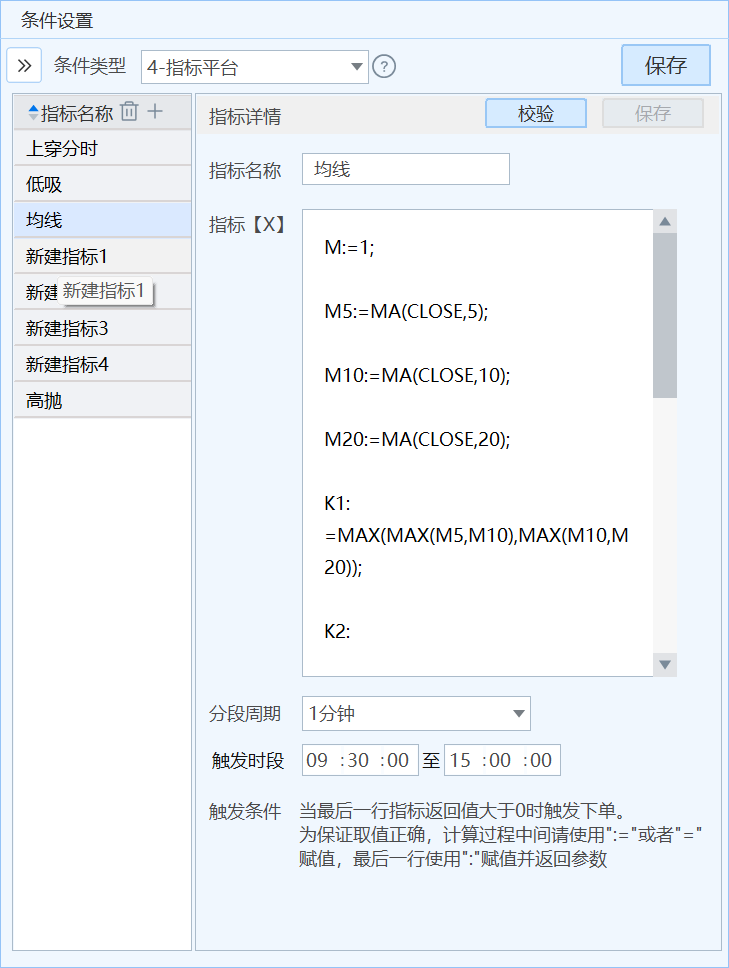 条件设置
条件类型 4-指标平台 ? 保存
指标名称
上穿分时
低吸
均线
新建指标1
新建
新建指标1
新建指标3
新建指标4
高抛
指标详情 校验 保存
指标名称 均线
指标【X】
M:=1;
M5:=MA(CLOSE,5);
M10:=MA(CLOSE,10);
M20:=MA(CLOSE,20);
K1:
=MAX(MAX(M5,M10),MAX(M10,M
20));
K2:
分段周期 1分钟
触发时段 09 :30 :00 至 15 :00 :00
触发条件 当最后一行指标返回值大于0时触发下单。
为保证取值正确，计算过程中间请使用":="或者"="
赋值，最后一行使用":"赋值并返回参数